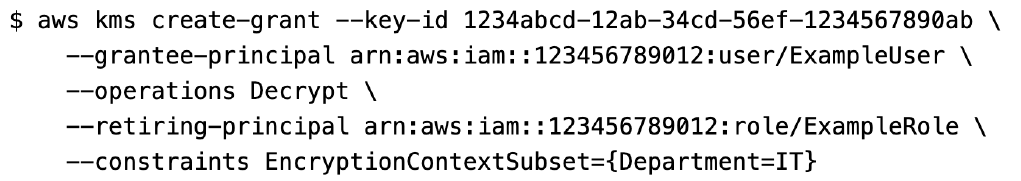 $ aws kms create-grant --key-id 1234abcd-12ab-34cd-56ef-1234567890ab \
--grantee-principal arn:aws:iam::123456789012:user/ExampleUser \
--operations Decrypt \
--retiring-principal arn:aws:iam::123456789012:role/ExampleRole \
--constraints EncryptionContextSubset={Department=IT}